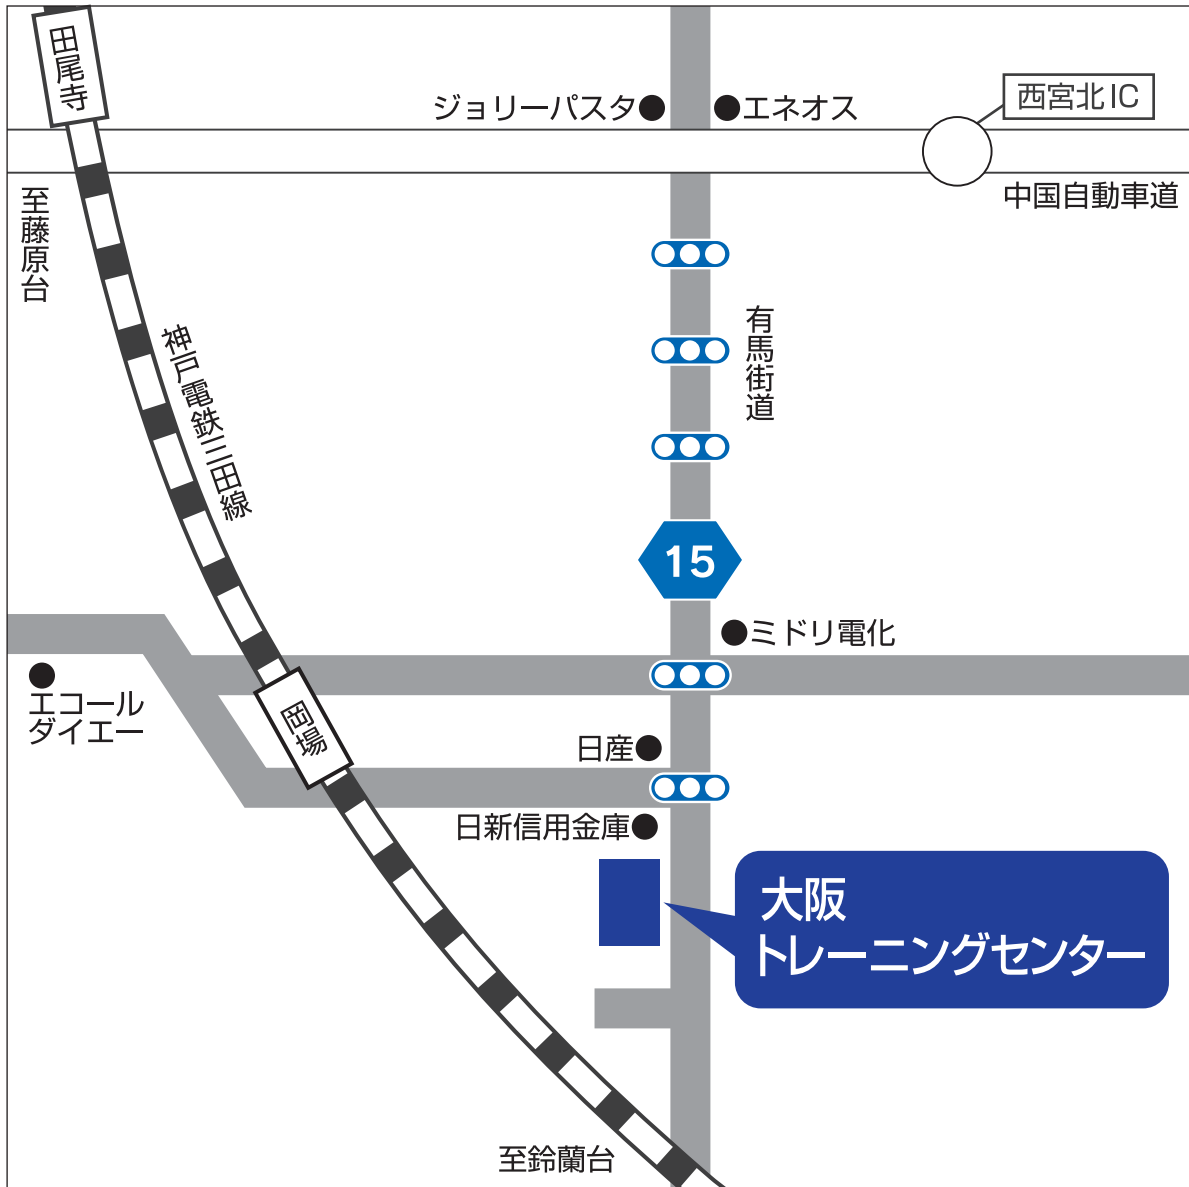 田尾寺
ジョリーパスタ
エネオス
西宮北IC
中国自動車道
至藤原台
神戸電鉄三田線
有馬街道
15
ミドリ電化
エコール
ダイエー
岡場
日産
日新信用金庫
大阪
トレーニングセンター
至鈴蘭台